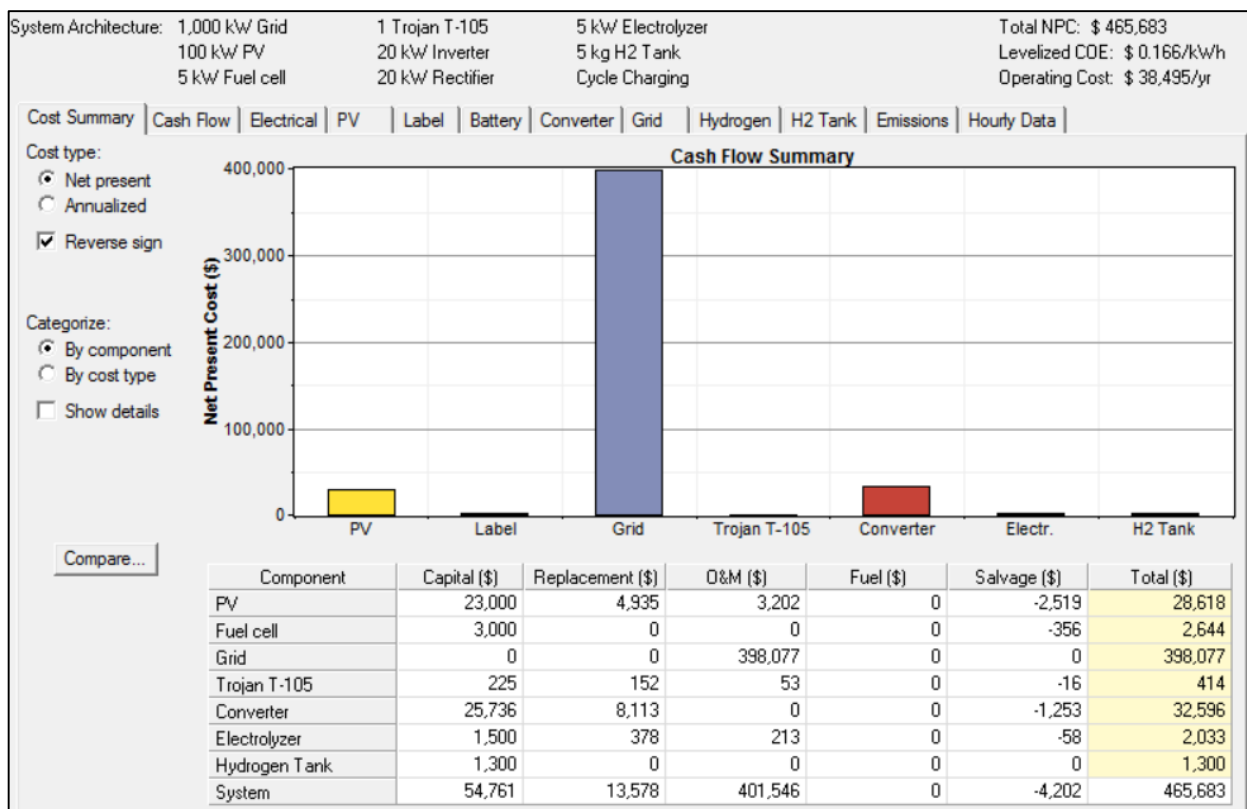 System Architecture: 1,000 kW Grid 1 Trojan T-105 5 kW Electrolyzer Total NPC: $ 465,683
100 kW PV 20 kW Inverter 5 kg H2 Tank Levelized COE: $ 0.166/kWh
5 kW Fuel cell 20 kW Rectifier Cycle Charging Operating Cost: $ 38,495/yr
Cost Summary Cash Flow Electrical PV Label Battery Converter Grid Hydrogen H2 Tank Emissions Hourly Data
Cost type:
Net present
Annualized
Reverse sign
Categorize:
By component
By cost type
Show details
Compare...
Cash Flow Summary
Net Present Cost ($)
400,000
300,000
200,000
100,000
0
PV Label Grid Trojan T-105 Converter Electr. H2 Tank
Component Capital ($) Replacement ($) O&M ($) Fuel ($) Salvage ($) Total ($)
PV 23,000 4,935 3,202 0 -2,519 28,618
Fuel cell 3,000 0 0 0 -356 2,644
Grid 0 0 398,077 0 0 398,077
Trojan T-105 225 152 53 0 -16 414
Converter 25,736 8,113 0 0 -1,253 32,596
Electrolyzer 1,500 378 213 0 -58 2,033
Hydrogen Tank 1,300 0 0 0 0 1,300
System 54,761 13,578 401,546 0 -4,202 465,683